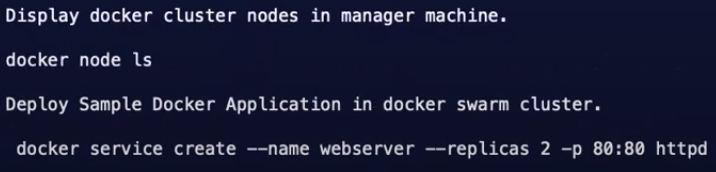 Display docker cluster nodes in manager machine.
docker node ls
Deploy Sample Docker Application in docker swarm cluster.
docker service create --name webserver --replicas 2 -p 80:80 httpd